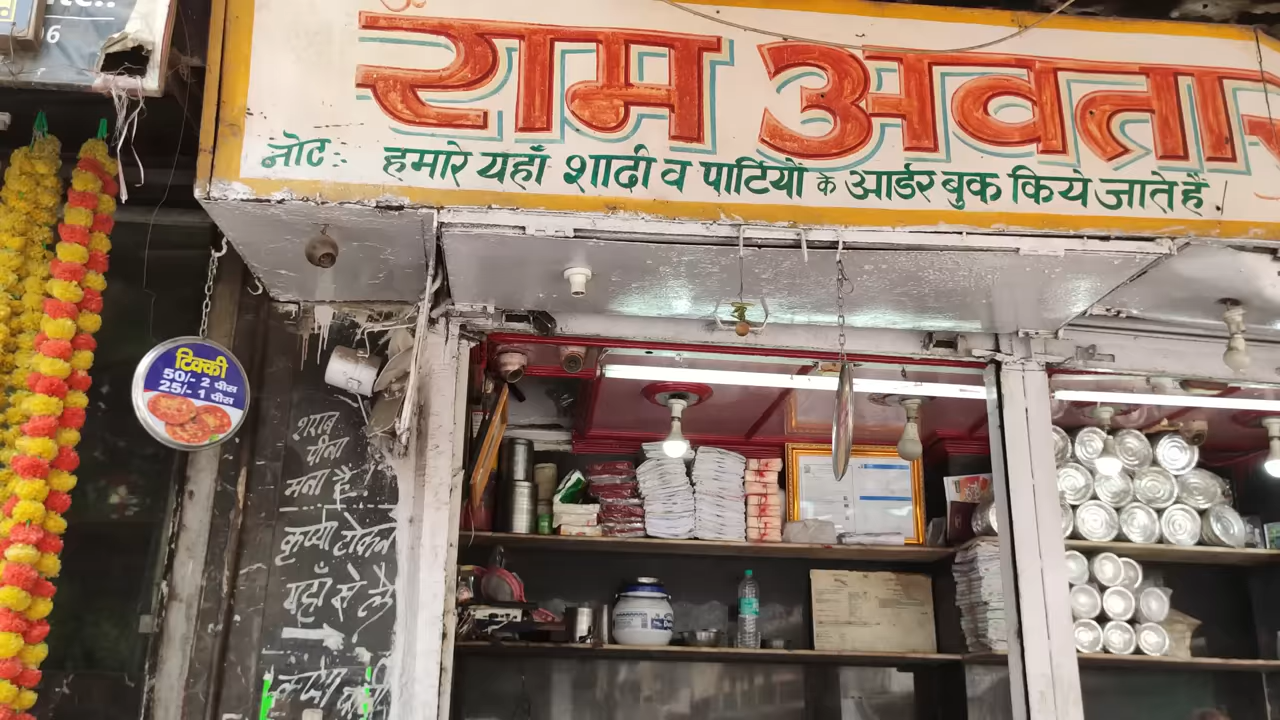 राम अवतार
नोट :- हमारे यहाँ शादी व पार्टियों के आर्डर बुक किये जाते हैं।
टिक्की
50/- 2 पीस
25/- 1 पीस
शराब
पीना
मना है
कृप्या टोकन
यहाँ से लें
कृप्या